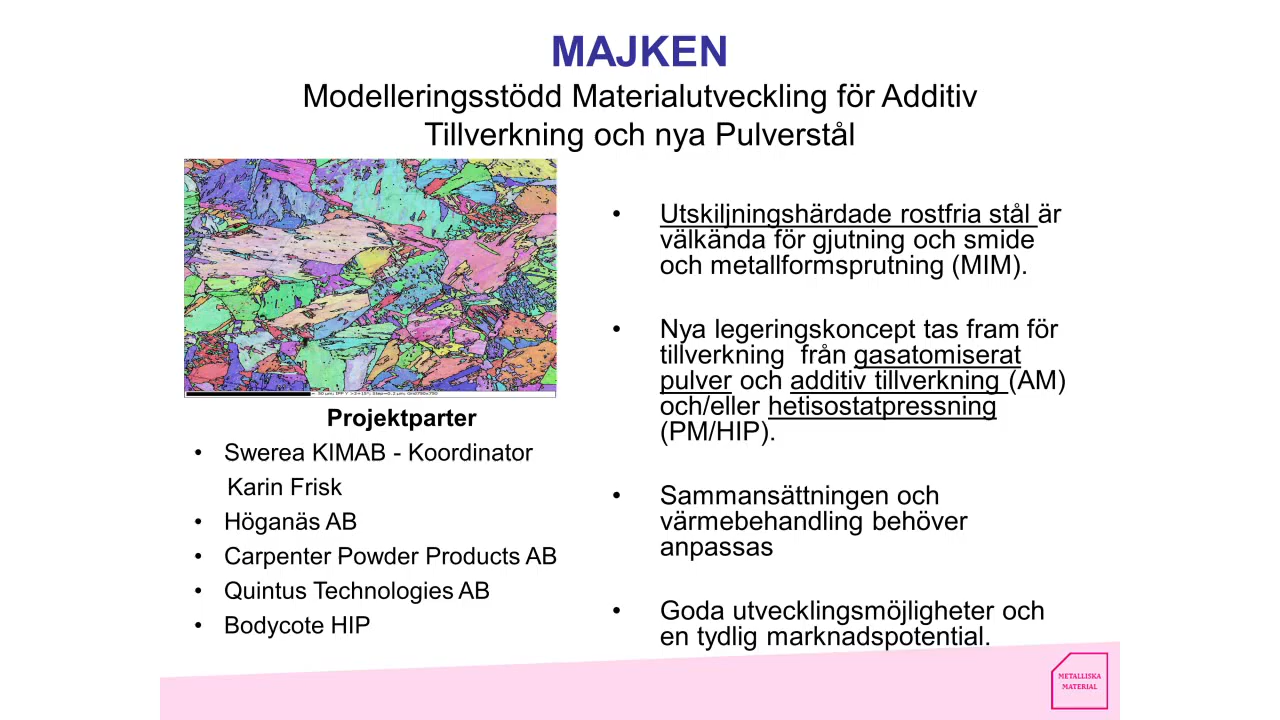 MAJKEN
Modelleringsstödd Materialutveckling för Additiv
Tillverkning och nya Pulverstål
Projektparter
• Swerea KIMAB - Koordinator
Karin Frisk
• Höganäs AB
• Carpenter Powder Products AB
• Quintus Technologies AB
• Bodycote HIP
• Utskiljningshärdade rostfria stål är
välkända för gjutning och smide
och metallformsprutning (MIM).
• Nya legeringskoncept tas fram för
tillverkning  från gasatomiserat
pulver och additiv tillverkning (AM)
och/eller hetisostatpressning
(PM/HIP).
• Sammansättningen och
värmebehandling behöver
anpassas
• Goda utvecklingsmöjligheter och
en tydlig marknadspotential.
METALLISKA
MATERIAL